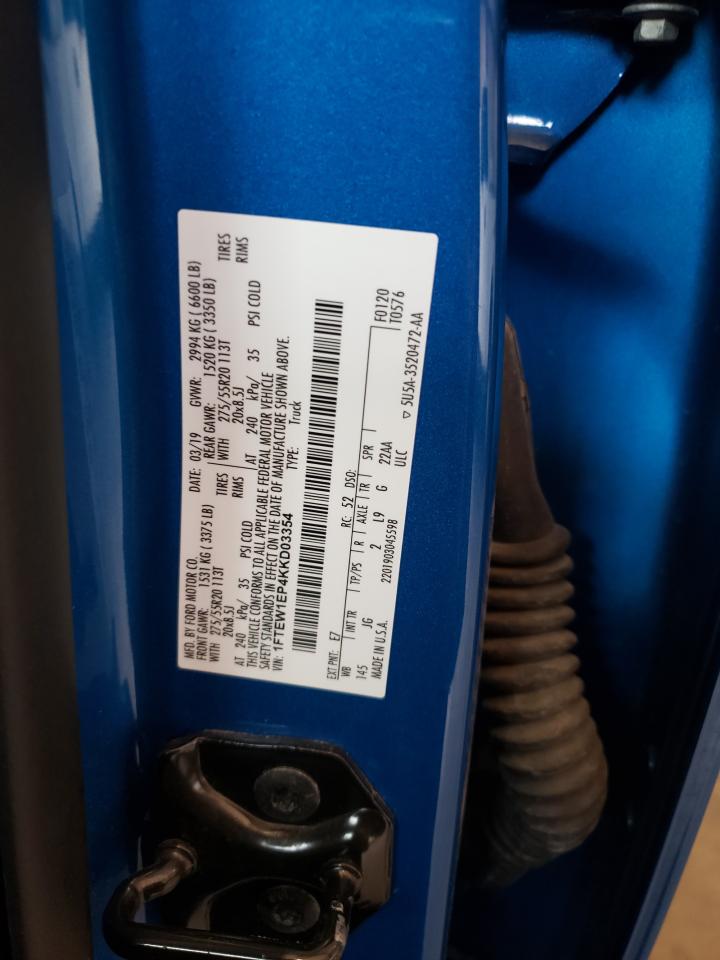 MFD. BY FORD MOTOR CO.
DATE: 03/19 GVWR: 2994 KG ( 6600 LB)
FRONT GAWR: 1531 KG (3375 LB) REAR GAWR: 1520 KG ( 3350 LB)
WITH 275/55R20 113T TIRES WITH 275/55R20 113T TIRES
20x8.5J RIMS 20x8.5J RIMS
AT 240 kPa/ 35 PSI COLD AT 240 kPa/ 35 PSI COLD
THIS VEHICLE CONFORMS TO ALL APPLICABLE FEDERAL MOTOR VEHICLE
SAFETY STANDARDS IN EFFECT ON THE DATE OF MANUFACTURE SHOWN ABOVE.
VIN: 1FTEW1EP4KKD03354 TYPE: Truck
EXT PNT: E7 RC: 52 DSO: F0120
WB INT TR TP/PS R AXLE TR SPR T0576
145 JG 2 L9 G 22AA
MADE IN U.S.A. 2201903045598 ULC
▽ 5U5A-3520472-AA